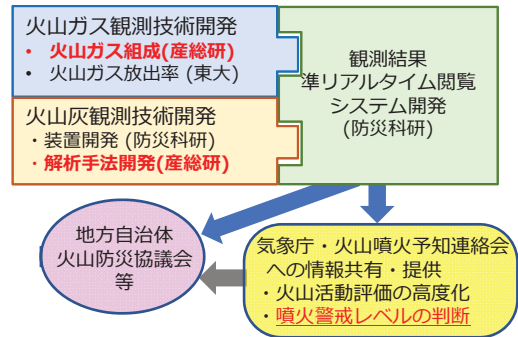 火山ガス観測技術開発
• 火山ガス組成(産総研)
• 火山ガス放出率 (東大)
火山灰観測技術開発
・装置開発 (防災科研)
・解析手法開発(産総研)
観測結果
準リアルタイム閲覧
システム開発
(防災科研)
地方自治体
火山防災協議会
等
気象庁・火山噴火予知連絡会
への情報共有・提供
・火山活動評価の高度化
・噴火警戒レベルの判断